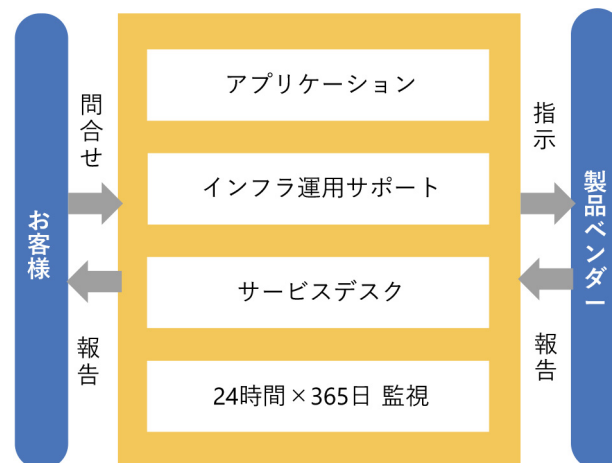 お客様
問合せ
報告
アプリケーション
インフラ運用サポート
サービスデスク
24時間×365日 監視
指示
報告
製品ベンダー